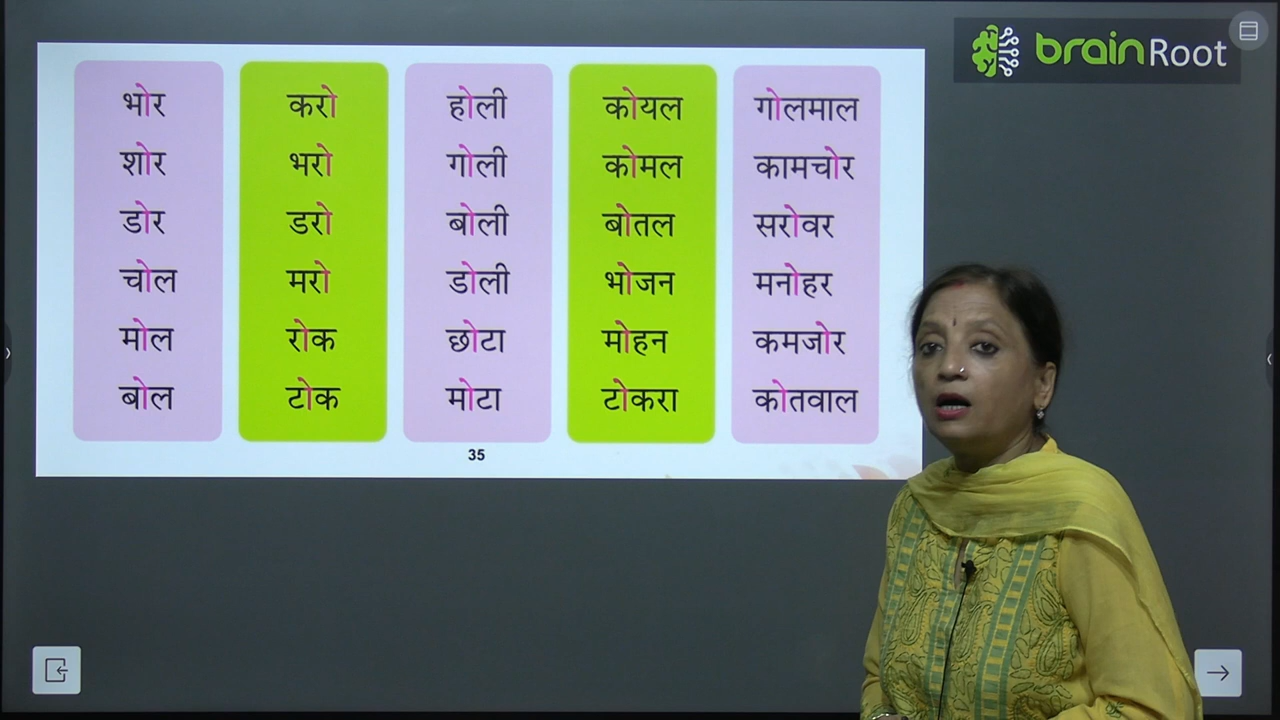 brainRoot
भोर करो होली कोयल गोलमाल
शोर भरो गोली कोमल कामचोर
डोर डरो बोली बोतल सरोवर
चोल मरो डोली भोजन मनोहर
मोल रोक छोटा मोहन कमजोर
बोल टोक मोटा टोकरा कोतवाल
35